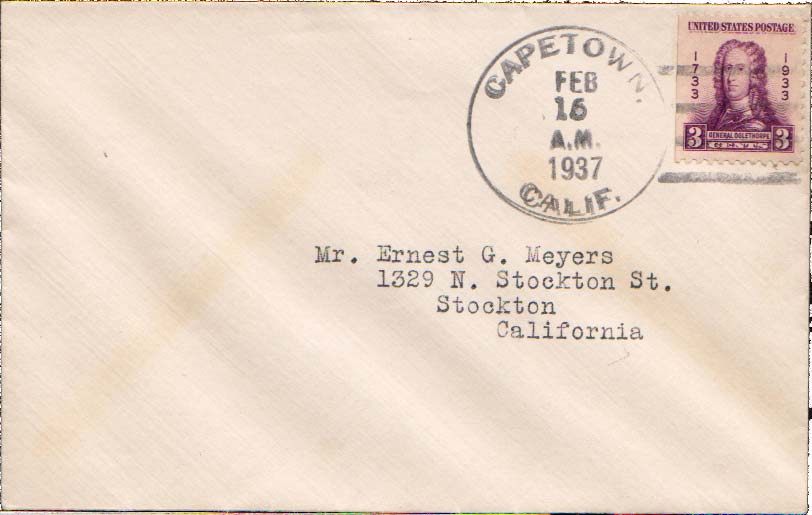 CAPETOWN.
FEB
16
A.M.
1937
CALIF.
UNITED STATES POSTAGE
1733
1933
GENERAL OGLETHORPE
3 CENTS 3
Mr. Ernest G. Meyers
1329 N. Stockton St.
Stockton
California